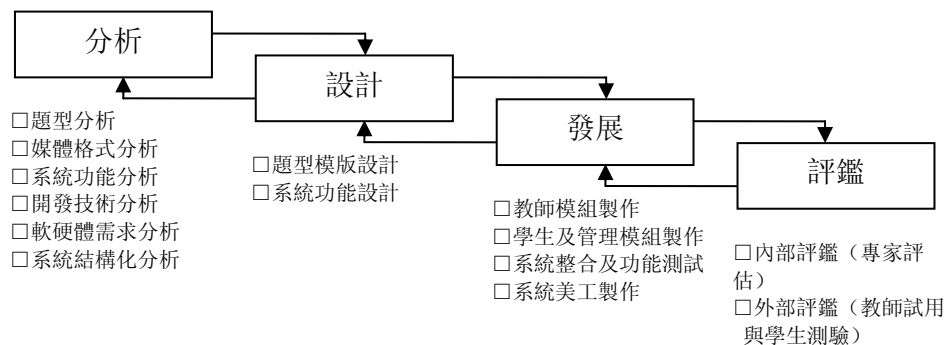 分析
設計
發展
評鑑
□題型分析
□媒體格式分析
□系統功能分析
□開發技術分析
□軟硬體需求分析
□系統結構化分析
□題型模版設計
□系統功能設計
□教師模組製作
□學生及管理模組製作
□系統整合及功能測試
□系統美工製作
□內部評鑑（專家評
估）
□外部評鑑（教師試用
與學生測驗）